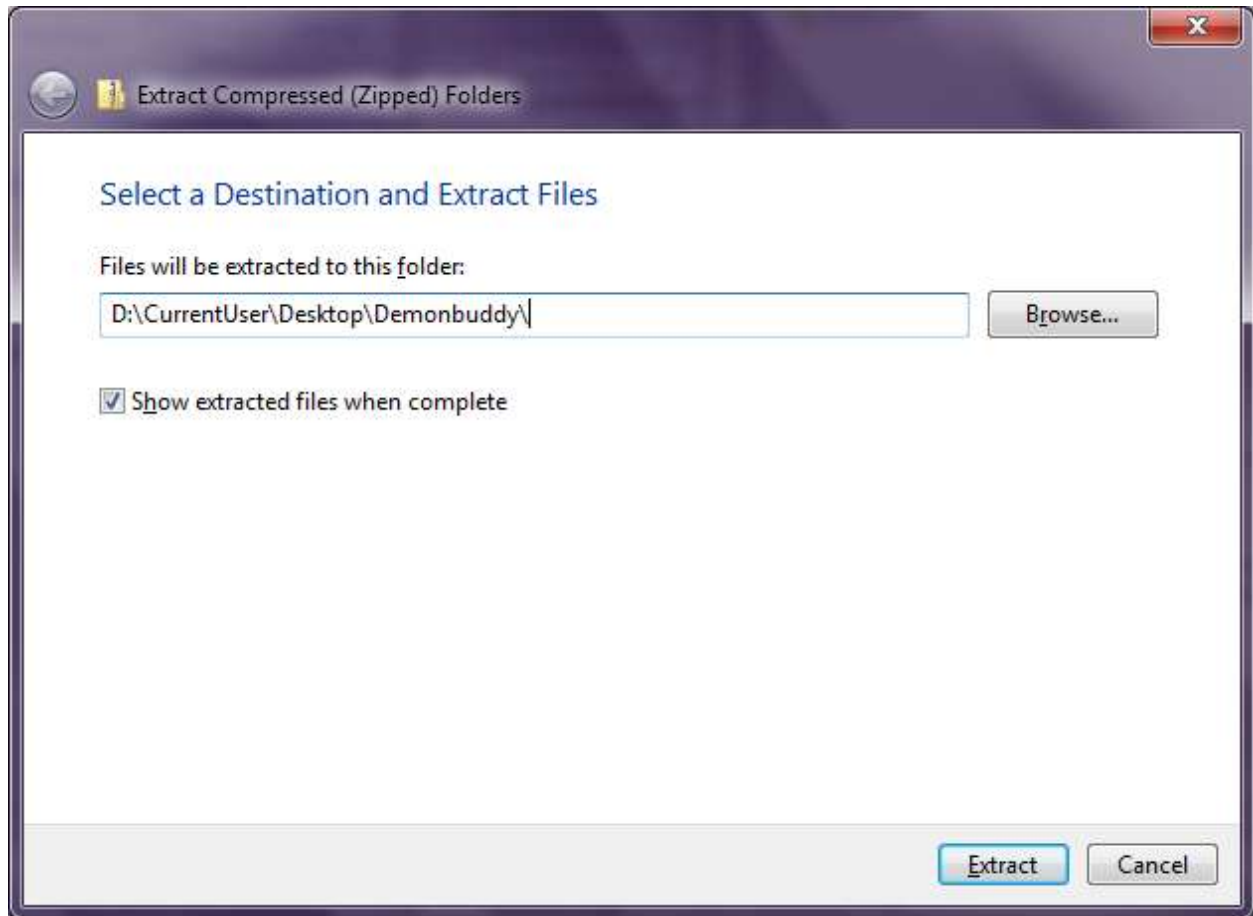 Extract Compressed (Zipped) Folders
Select a Destination and Extract Files
Files will be extracted to this folder:
D:\CurrentUser\Desktop\Demonbuddy\
Browse...
Show extracted files when complete
Extract
Cancel